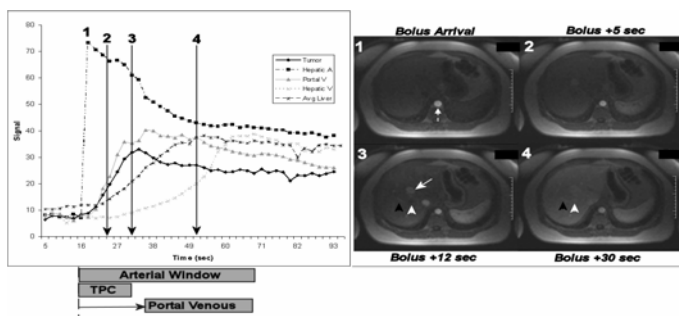 1 2 3 4
Tumor
Hepatic A
Portal V
Hepatic V
Avg Liver
Signal
80
70
60
50
40
30
20
10
0
5 16 27 38 49 60 71 82 93
Time (sec)
Arterial Window
TPC
Portal Venous
Bolus Arrival
Bolus +5 sec
1
2
3
4
Bolus +12 sec
Bolus +30 sec